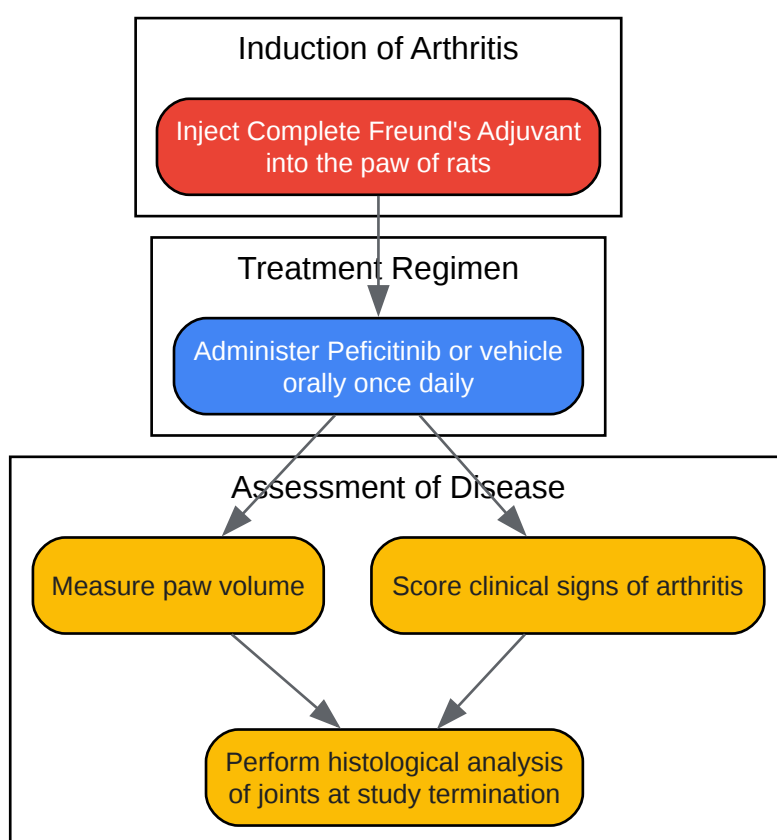 Induction of Arthritis
Inject Complete Freund's Adjuvant
into the paw of rats
Treatment Regimen
Administer Peficitinib or vehicle
orally once daily
Assessment of Disease
Measure paw volume
Score clinical signs of arthritis
Perform histological analysis
of joints at study termination